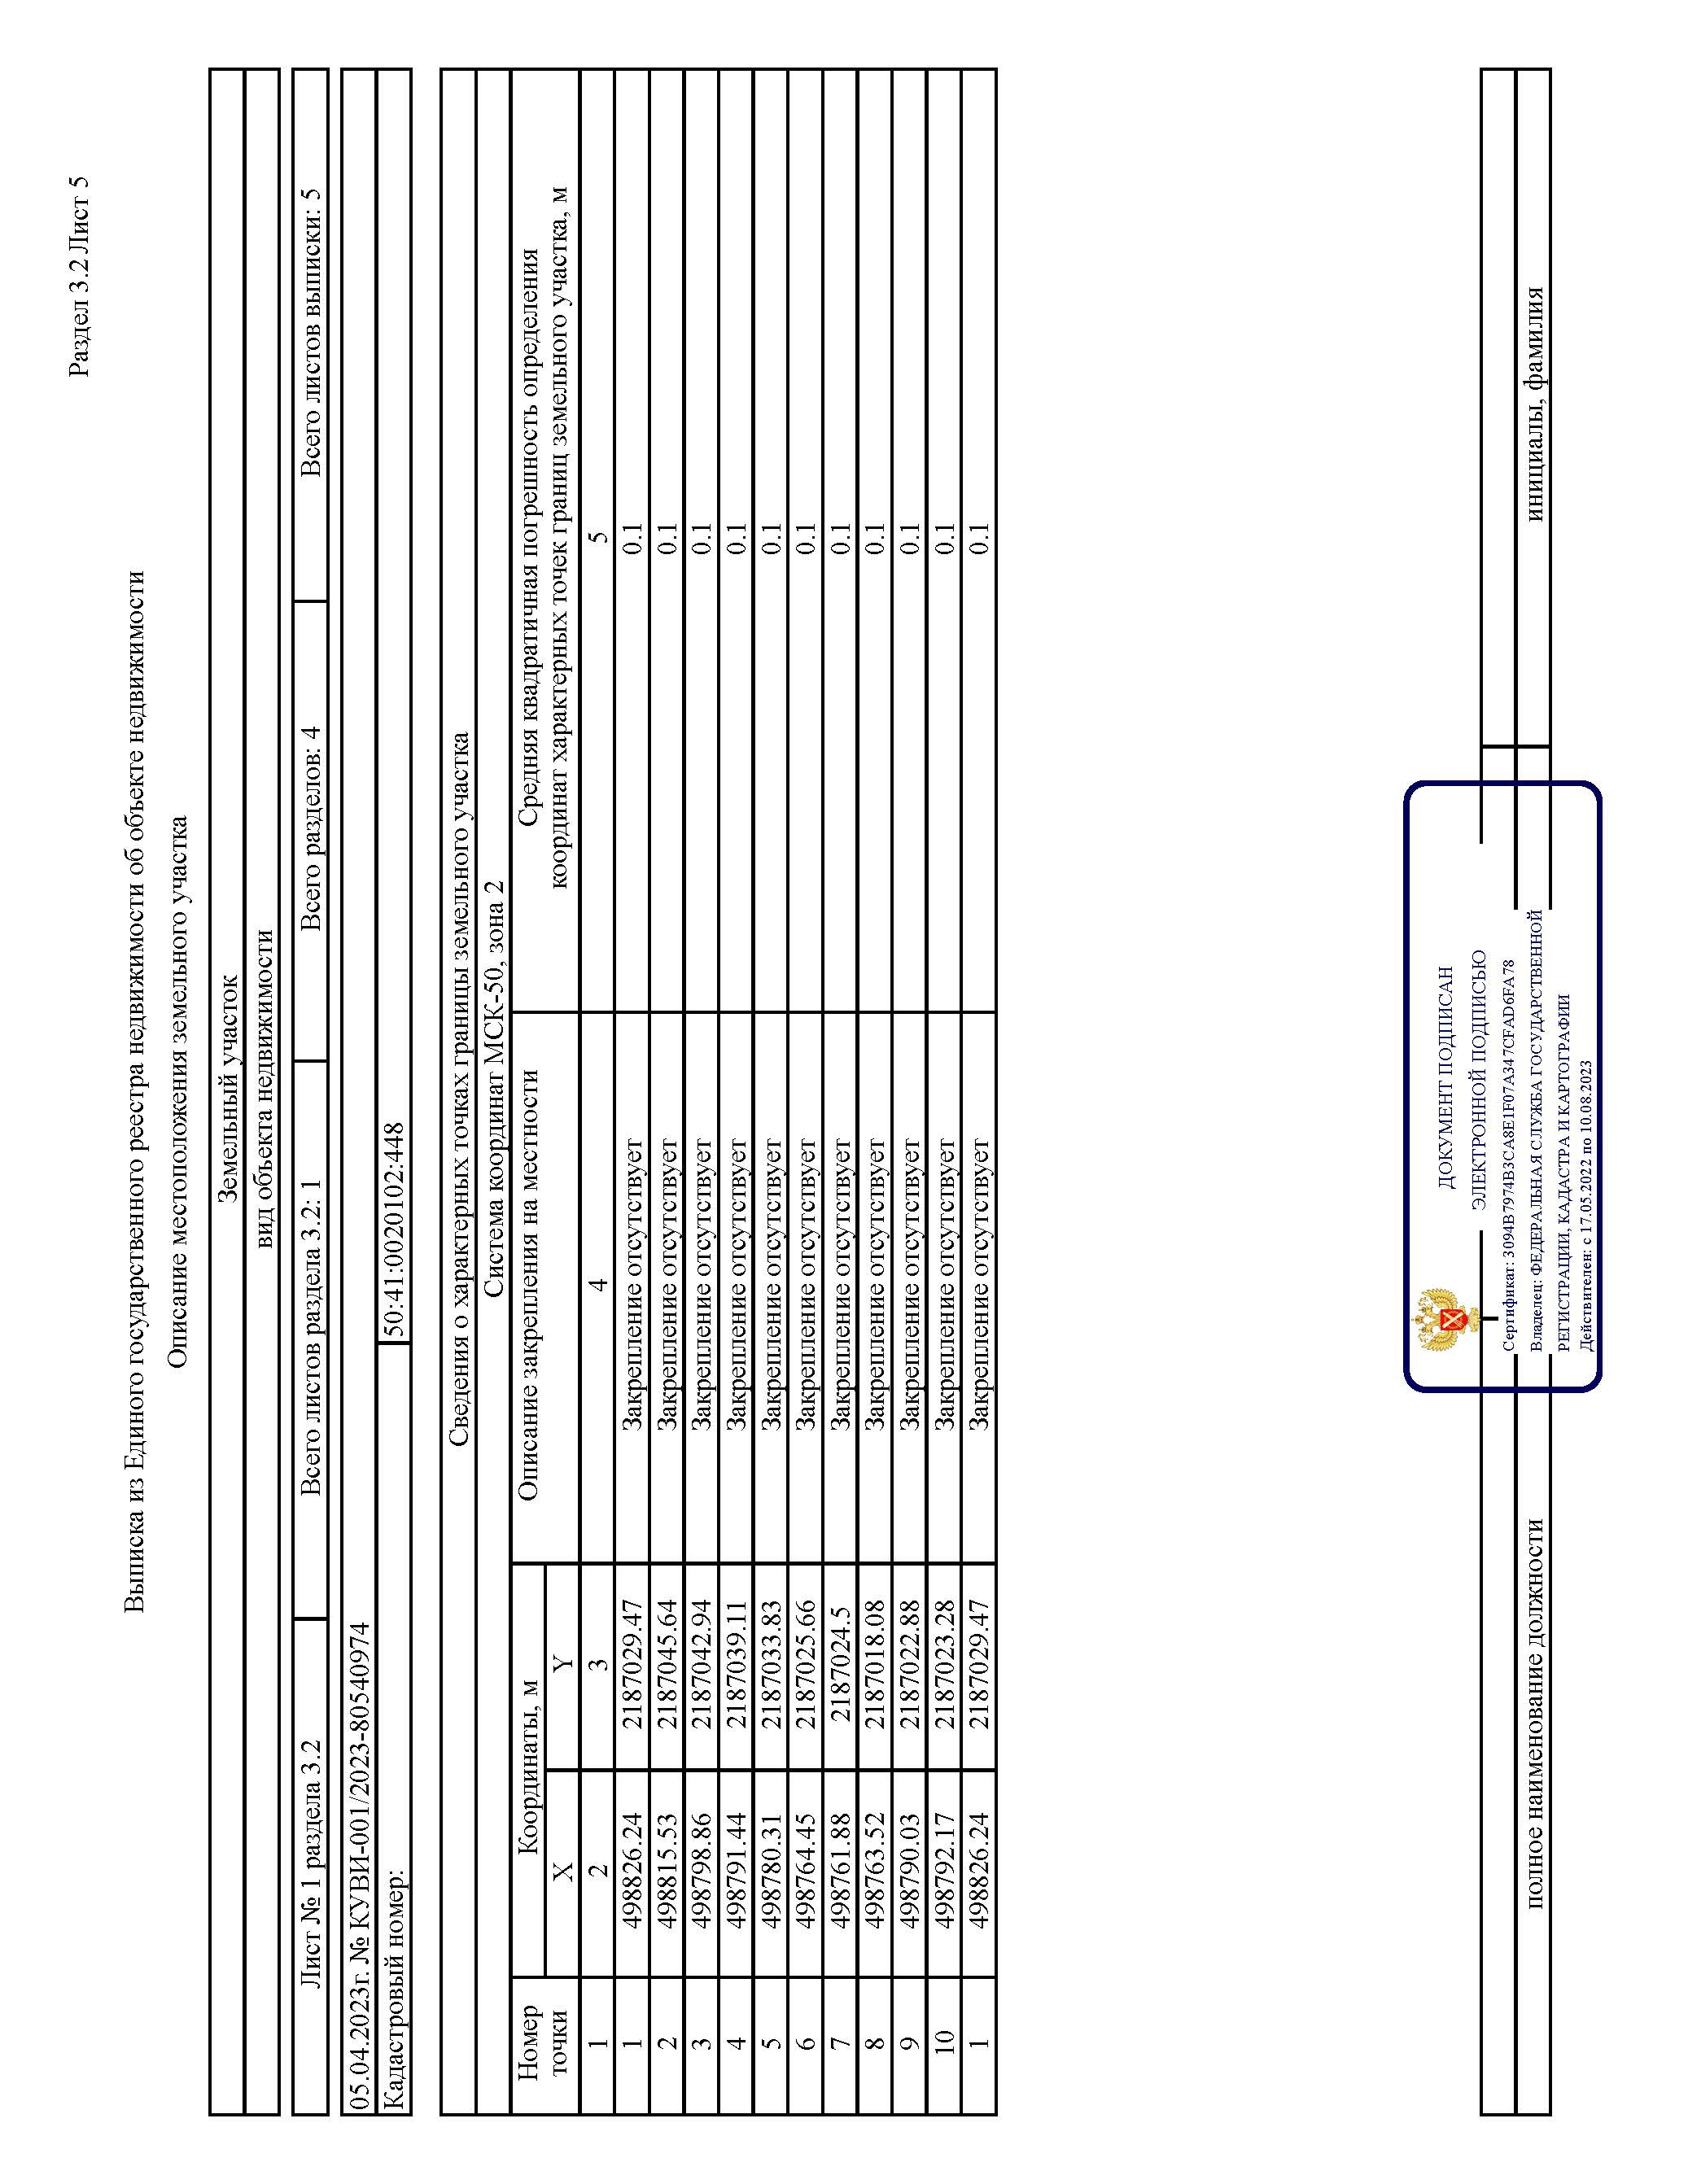 Раздел 3.2 Лист 5
Выписка из Единого государственного реестра недвижимости об объекте недвижимости
Описание местоположения земельного участка
Земельный участок
вид объекта недвижимости
Лист № 1 раздела 3.2 Всего листов раздела 3.2: 1 Всего разделов: 4 Всего листов выписки: 5
05.04.2023г. № КУВИ-001/2023-80540974
Кадастровый номер: 50:41:0020102:448
Сведения о характерных точках границы земельного участка
Система координат МСК-50, зона 2
Номер точки Координаты, м Описание закрепления на местности Средняя квадратичная погрешность определения
координат характерных точек границ земельного участка, м
X Y
1 2 3 4 5
1 498826.24 2187029.47 Закрепление отсутствует 0.1
2 498815.53 2187045.64 Закрепление отсутствует 0.1
3 498798.86 2187042.94 Закрепление отсутствует 0.1
4 498791.44 2187039.11 Закрепление отсутствует 0.1
5 498780.31 2187033.83 Закрепление отсутствует 0.1
6 498764.45 2187025.66 Закрепление отсутствует 0.1
7 498761.88 2187024.5 Закрепление отсутствует 0.1
8 498763.52 2187018.08 Закрепление отсутствует 0.1
9 498790.03 2187022.88 Закрепление отсутствует 0.1
10 498792.17 2187023.28 Закрепление отсутствует 0.1
1 498826.24 2187029.47 Закрепление отсутствует 0.1
ДОКУМЕНТ ПОДПИСАН
ЭЛЕКТРОННОЙ ПОДПИСЬЮ
Сертификат: 3094B7974B3CA8E1F07A347CFAD6FA78
Владелец: ФЕДЕРАЛЬНАЯ СЛУЖБА ГОСУДАРСТВЕННОЙ
РЕГИСТРАЦИИ, КАДАСТРА И КАРТОГРАФИИ
Действителен: с 17.05.2022 по 10.08.2023
полное наименование должности инициалы, фамилия